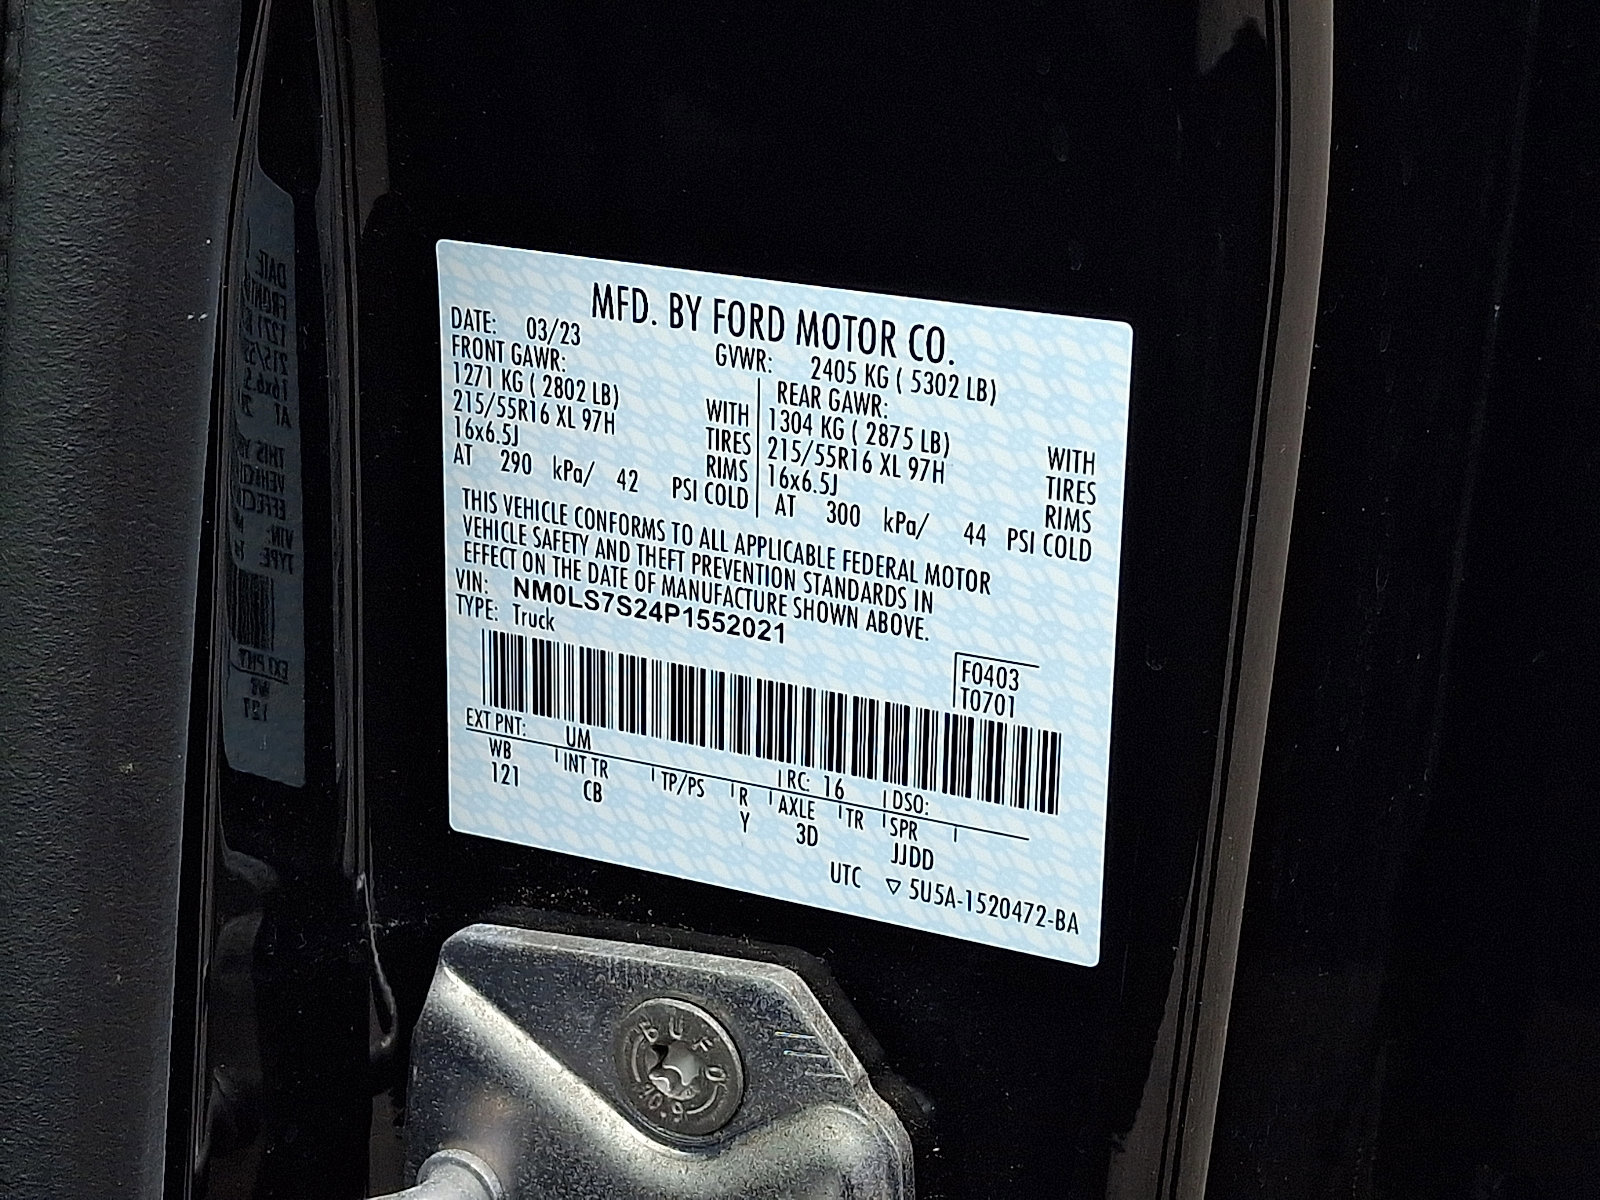 MFD. BY FORD MOTOR CO.
DATE: 03/23 GVWR: 2405 KG ( 5302 LB)
FRONT GAWR: REAR GAWR:
1271 KG ( 2802 LB) WITH 1304 KG ( 2875 LB) WITH
215/55R16 XL 97H TIRES 215/55R16 XL 97H TIRES
16x6.5J RIMS 16x6.5J RIMS
AT 290 kPa/ 42 PSI COLD AT 300 kPa/ 44 PSI COLD
THIS VEHICLE CONFORMS TO ALL APPLICABLE FEDERAL MOTOR
VEHICLE SAFETY AND THEFT PREVENTION STANDARDS IN
EFFECT ON THE DATE OF MANUFACTURE SHOWN ABOVE.
VIN: NM0LS7S24P1552021
TYPE: Truck
F0403
T0701
EXT PNT: UM RC: 16 DSO:
WB INT TR TP/PS R AXLE TR SPR
121 CB Y 3D JJDD
UTC ▽ 5U5A-1520472-BA
BUFO
10.9